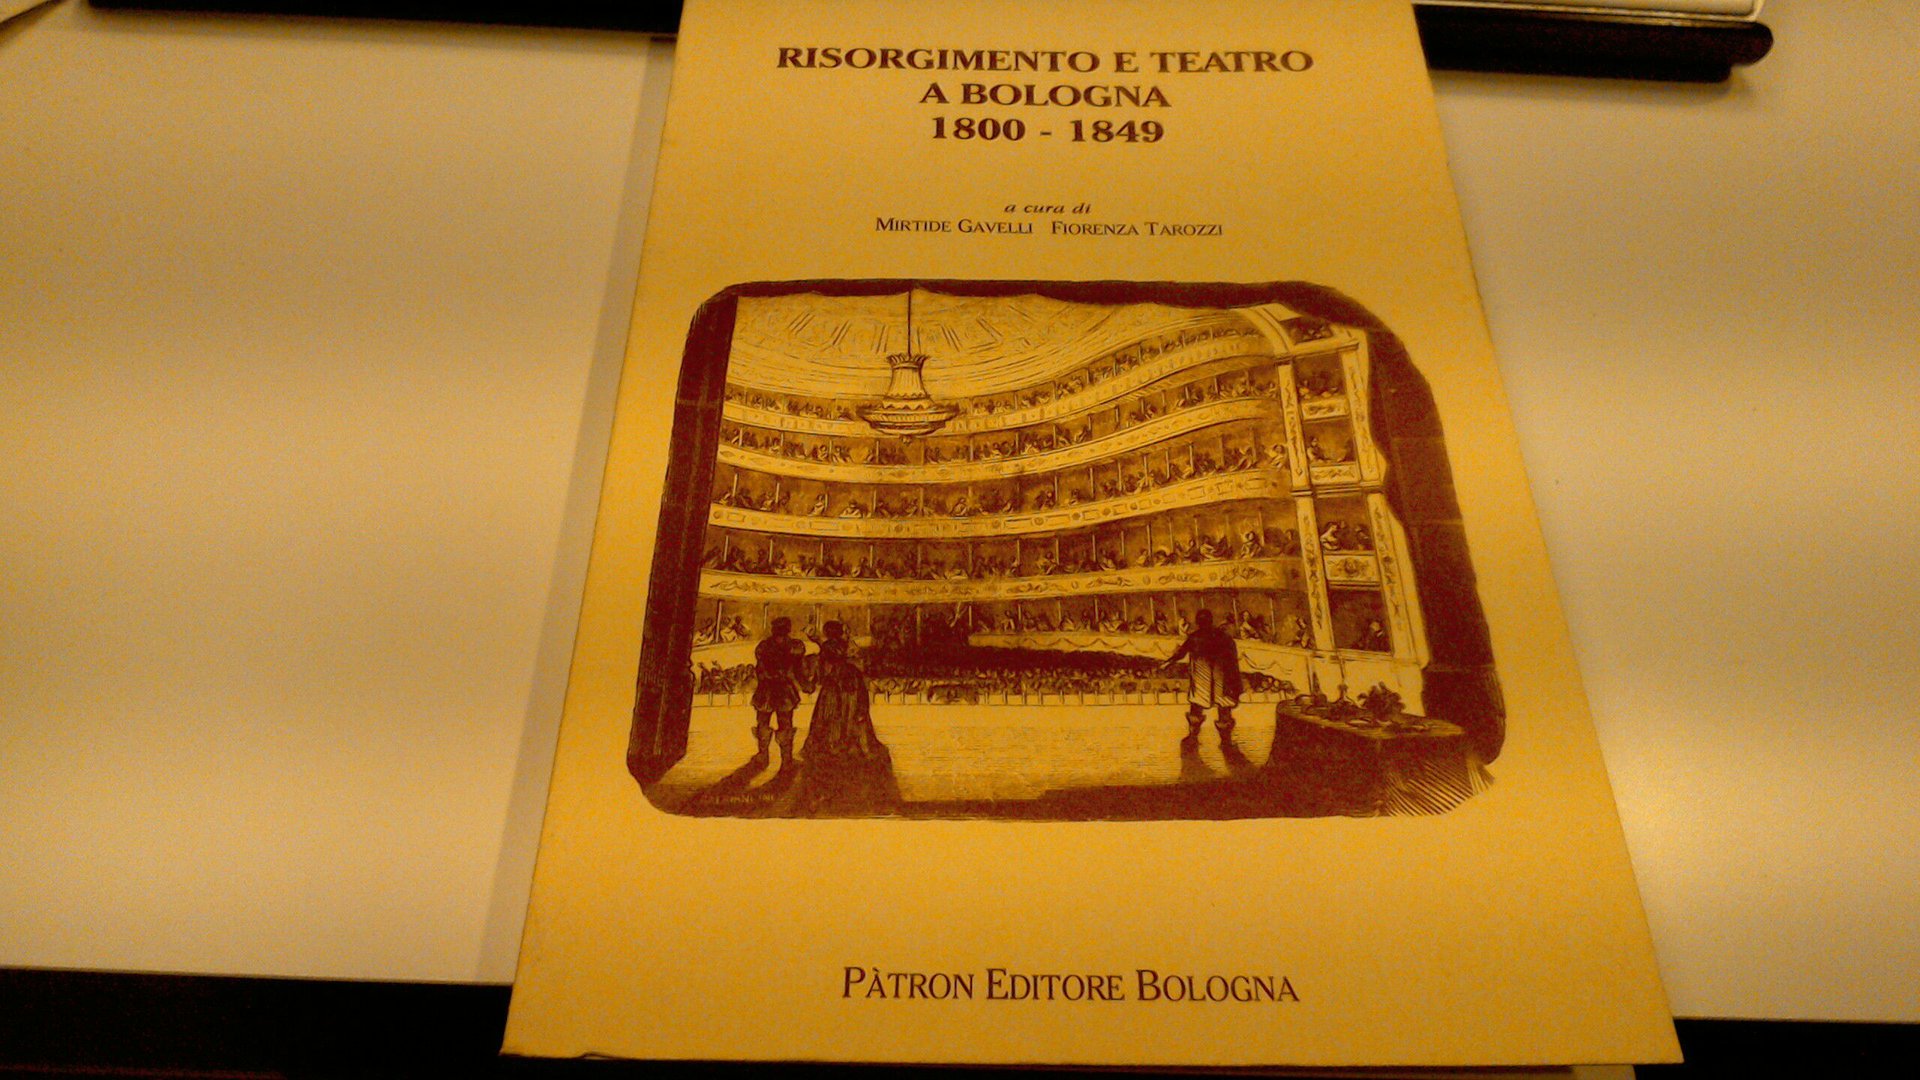 RISORGIMENTO E TEATRO
A BOLOGNA
1800 - 1849
a cura di
MIRTIDE GAVELLI FIORENZA TAROZZI
PÀTRON EDITORE BOLOGNA